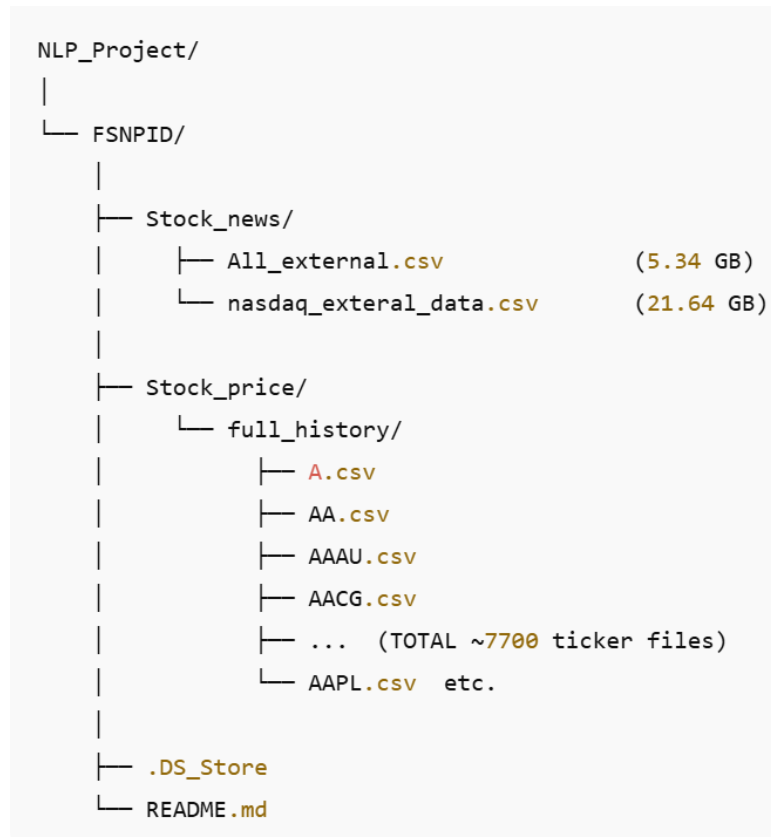 NLP_Project/
│
└── FSNPID/
    │
    ├── Stock_news/
    │     ├── All_external.csv              (5.34 GB)
    │     └── nasdaq_exteral_data.csv       (21.64 GB)
    │
    ├── Stock_price/
    │     └── full_history/
    │           ├── A.csv
    │           ├── AA.csv
    │           ├── AAAU.csv
    │           ├── AACG.csv
    │           ├── ...  (TOTAL ~7700 ticker files)
    │           └── AAPL.csv  etc.
    │
    ├── .DS_Store
    └── README.md